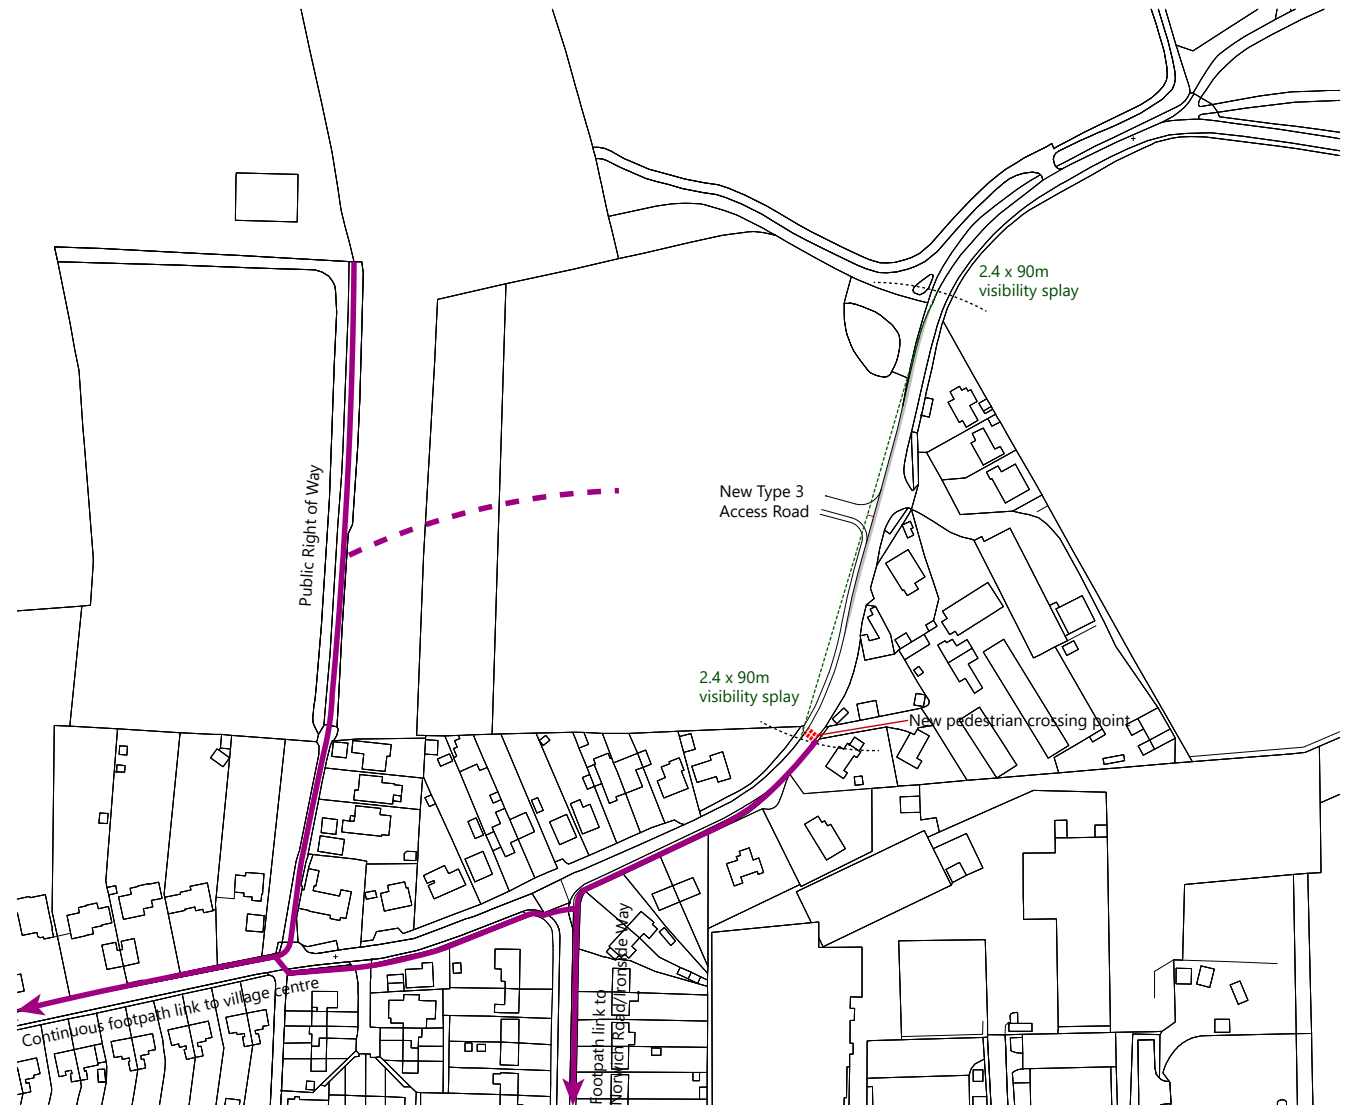 2.4 x 90m
visibility splay
Public Right of Way
New Type 3
Access Road
2.4 x 90m
visibility splay
New pedestrian crossing point
Continuous footpath link to village centre
Footpath link to
Norwich Road/Ironside Way